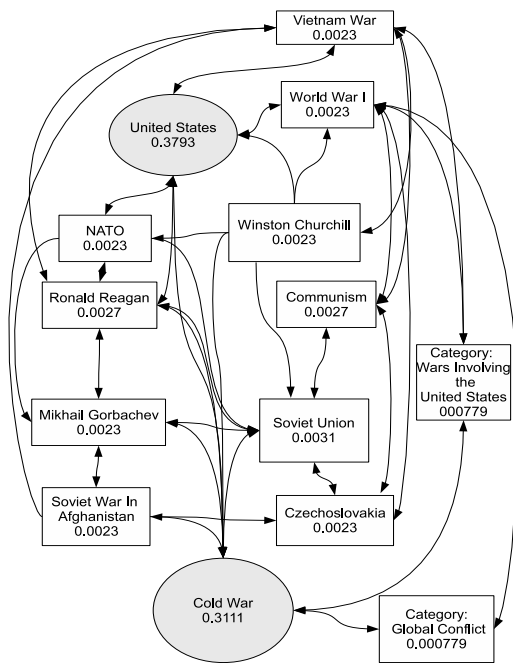 Vietnam War
0.0023
World War I
0.0023
United States
0.3793
NATO
0.0023
Winston Churchill
0.0023
Ronald Reagan
0.0027
Communism
0.0027
Category:
Wars Involving
the
United States
000779
Mikhail Gorbachev
0.0023
Soviet Union
0.0031
Soviet War In
Afghanistan
0.0023
Czechoslovakia
0.0023
Cold War
0.3111
Category:
Global Conflict
0.000779